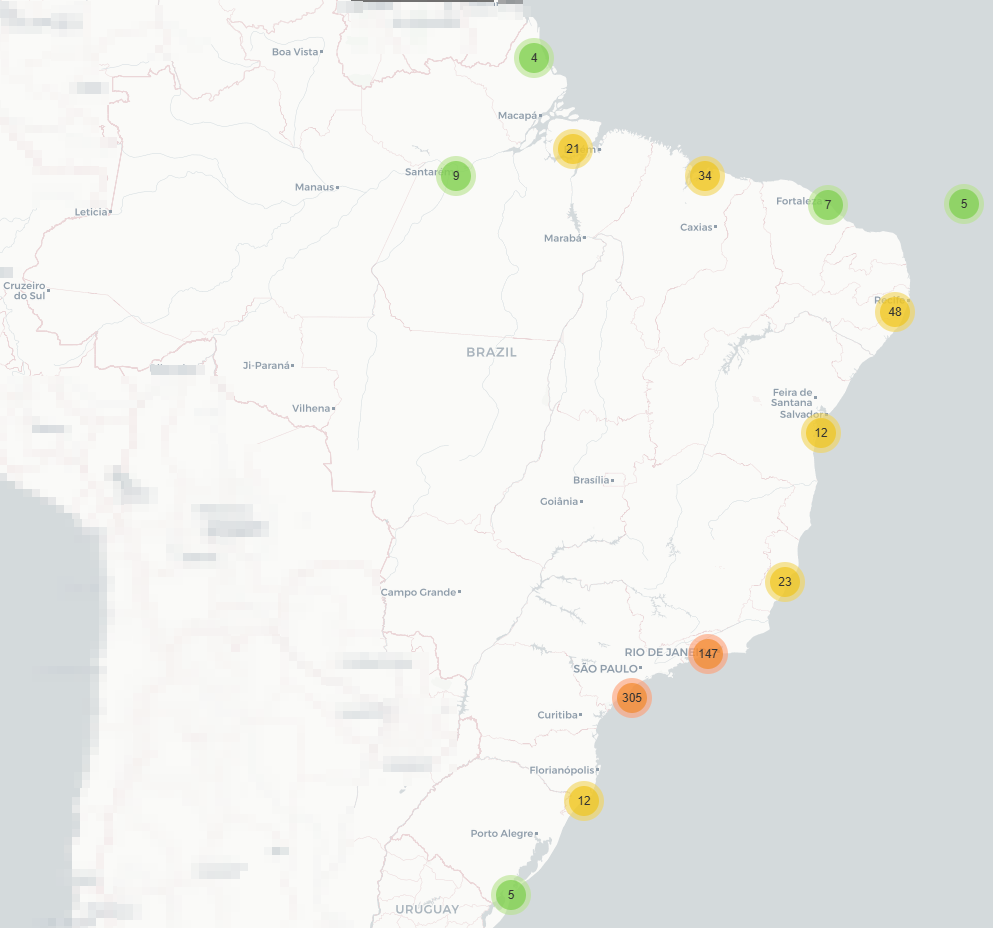 Boa Vista
4
Macapá
21
Santarém
9
34
Manaus
Fortaleza
7
5
Leticia
Caxias
Marabá
Cruzeiro
do Sul
Recife
48
BRAZIL
Ji-Paraná
Feira de
Santana
Vilhena
Salvador
12
Brasília
Goiânia
23
Campo Grande
RIO DE JANE
147
SÃO PAULO
305
Curitiba
Florianópolis
12
Porto Alegre
5
URUGUAY